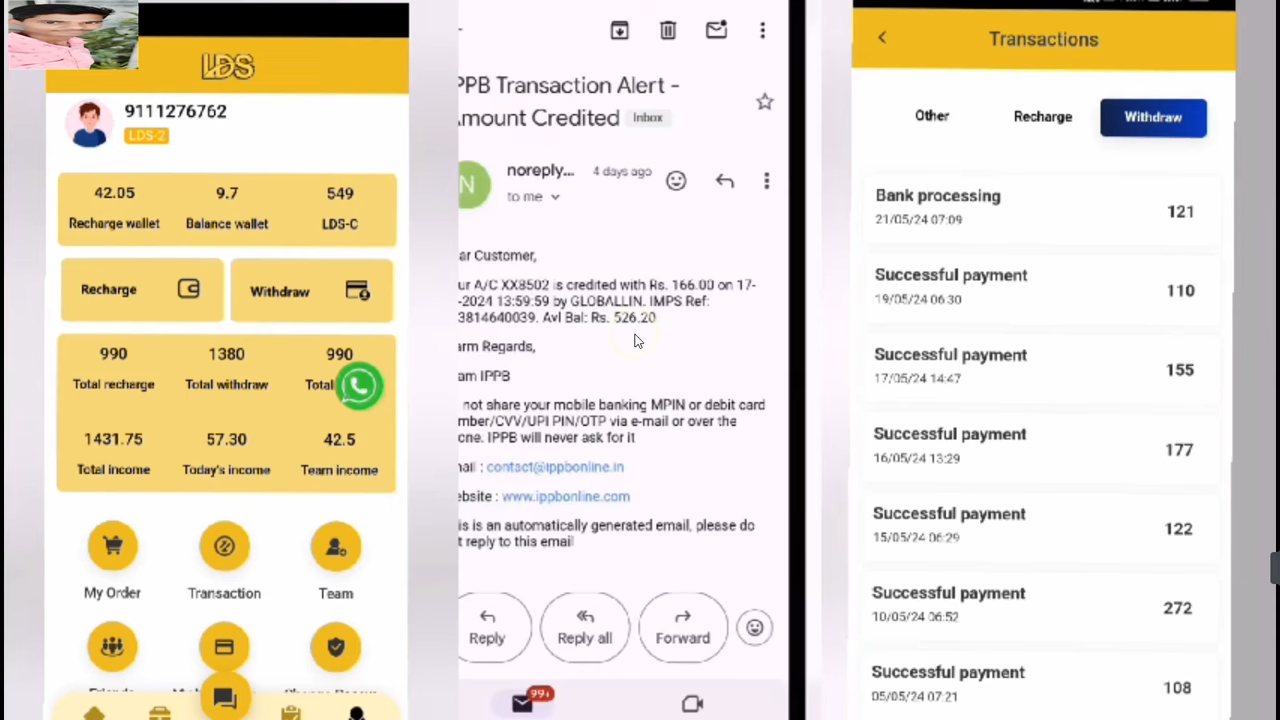 LDS
9111276762
LDS-2
42.05 9.7 549
Recharge wallet Balance wallet LDS-C
Recharge Withdraw
990 1380 990
Total recharge Total withdraw Total
1431.75 57.30 42.5
Total income Today's income Team income
My Order Transaction Team
PPB Transaction Alert -
mount Credited Inbox
N noreply... 4 days ago
to me
ar Customer,
ur A/C XX8502 is credited with Rs. 166.00 on 17-
-2024 13:59:59 by GLOBALLIN. IMPS Ref:
3814640039. Avl Bal: Rs. 526.20
arm Regards,
am IPPB
not share your mobile banking MPIN or debit card
mber/CVV/UPI PIN/OTP via e-mail or over the
one. IPPB will never ask for it
nail : contact@ippbonline.in
ebsite : www.ippbonline.com
is is an automatically generated email, please do
t reply to this email
Reply Reply all Forward
99+
Transactions
Other Recharge Withdraw
Bank processing
21/05/24 07:09 121
Successful payment
19/05/24 06:30 110
Successful payment
17/05/24 14:47 155
Successful payment
16/05/24 13:29 177
Successful payment
15/05/24 06:29 122
Successful payment
10/05/24 06:52 272
Successful payment
05/05/24 07:21 108